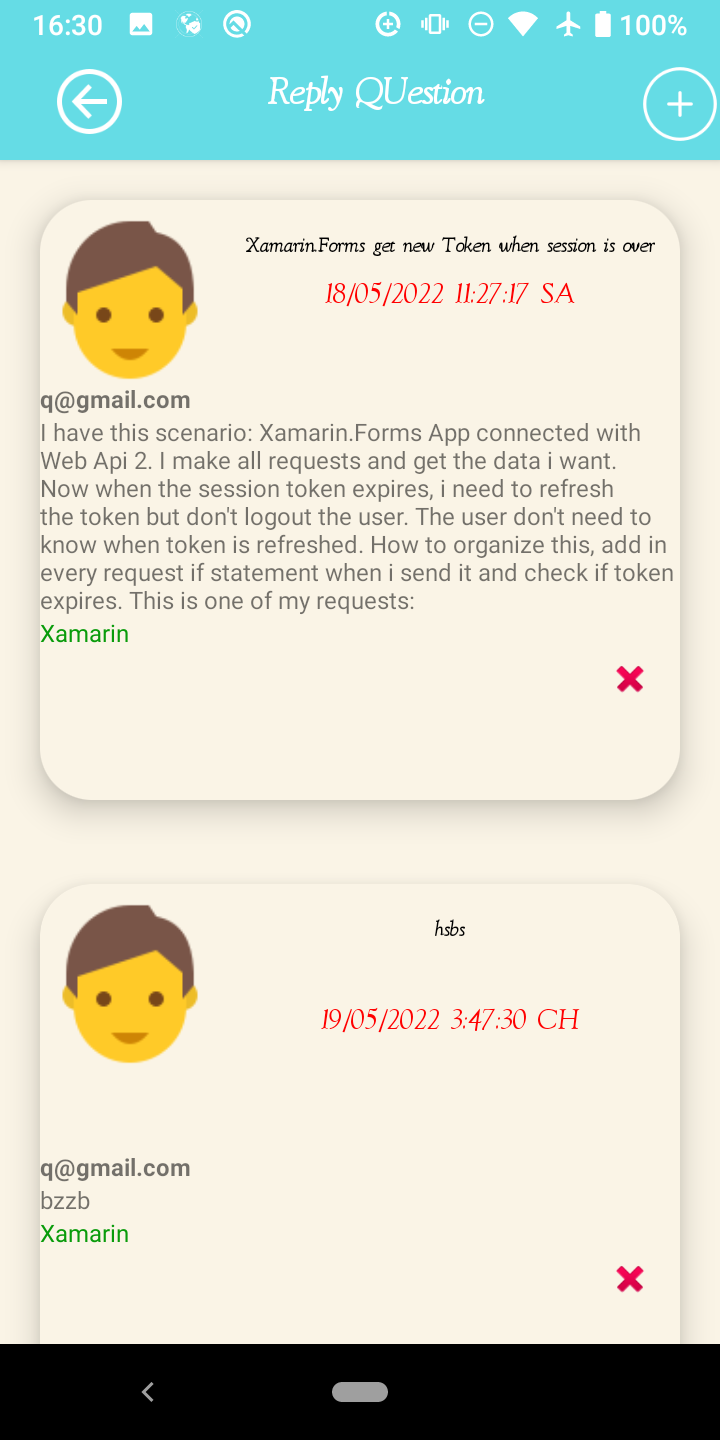 16:30
100%
Reply QUestion
Xamarin.Forms get new Token when session is over
18/05/2022 11:27:17 SA
q@gmail.com
I have this scenario: Xamarin.Forms App connected with
Web Api 2. I make all requests and get the data i want.
Now when the session token expires, i need to refresh
the token but don't logout the user. The user don't need to
know when token is refreshed. How to organize this, add in
every request if statement when i send it and check if token
expires. This is one of my requests:
Xamarin
hsbs
19/05/2022 3:47:30 CH
q@gmail.com
bzzb
Xamarin